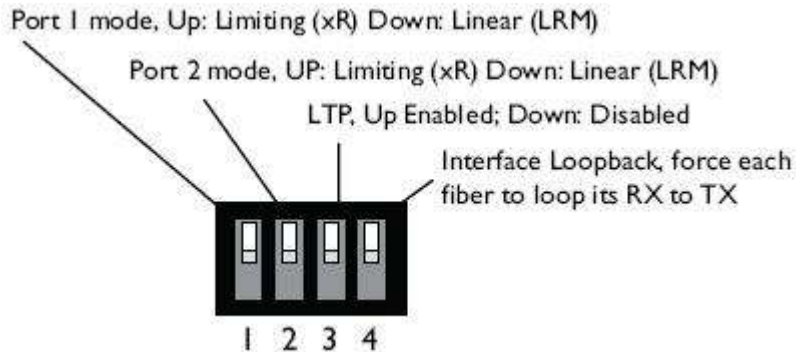 Port 1 mode, Up: Limiting (xR) Down: Linear (LRM)
Port 2 mode, UP: Limiting (xR) Down: Linear (LRM)
LTP, Up Enabled; Down: Disabled
Interface Loopback, force each
fiber to loop its RX to TX
1 2 3 4